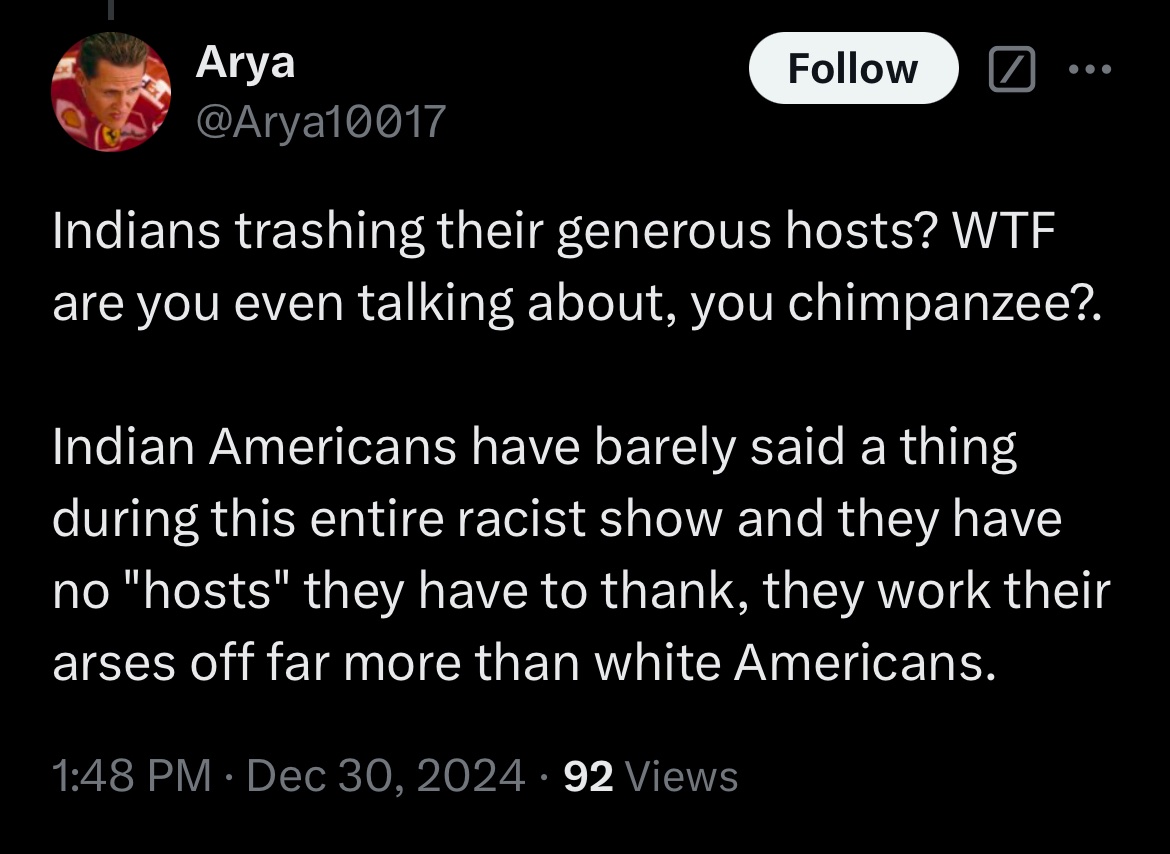 Arya
@Arya10017
Follow
Indians trashing their generous hosts? WTF
are you even talking about, you chimpanzee?.
Indian Americans have barely said a thing
during this entire racist show and they have
no "hosts" they have to thank, they work their
arses off far more than white Americans.
1:48 PM · Dec 30, 2024 · 92 Views